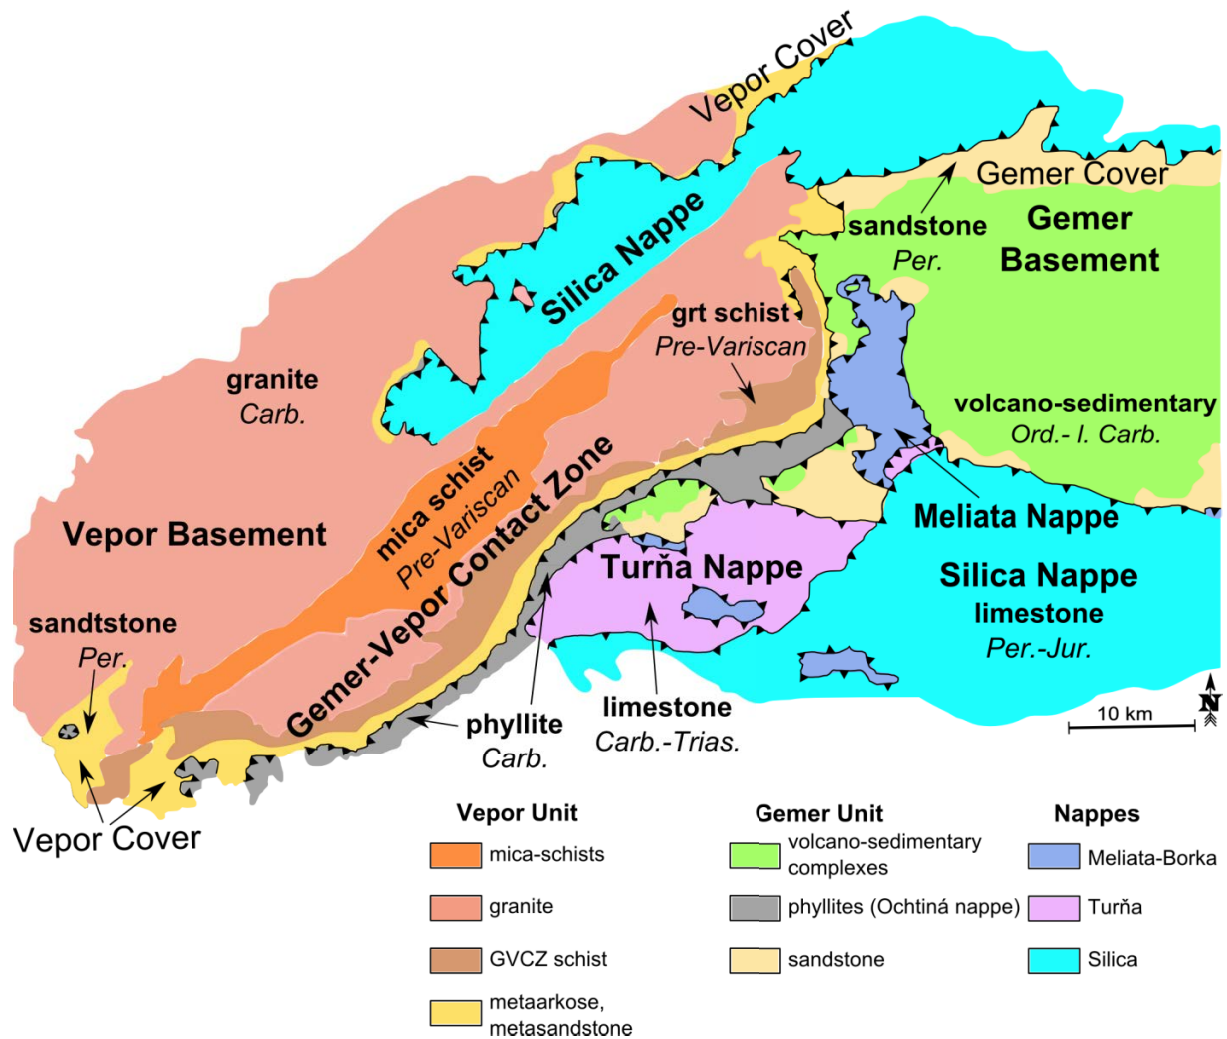 Vepor Cover
Gemer Cover
sandstone
Per.
Gemer
Basement
Silica Nappe
grt schist
Pre-Variscan
granite
Carb.
volcano-sedimentary
Ord.- l. Carb.
mica schist
Pre-Variscan
Vepor Basement
Gemer-Vepor Contact Zone
Meliata Nappe
Turňa Nappe
Silica Nappe
limestone
Per.-Jur.
sandtstone
Per.
phyllite
Carb.
limestone
Carb.-Trias.
N
10 km
Vepor Cover
Vepor Unit
mica-schists
granite
GVCZ schist
metaarkose,
metasandstone
Gemer Unit
volcano-sedimentary
complexes
phyllites (Ochtiná nappe)
sandstone
Nappes
Meliata-Borka
Turňa
Silica